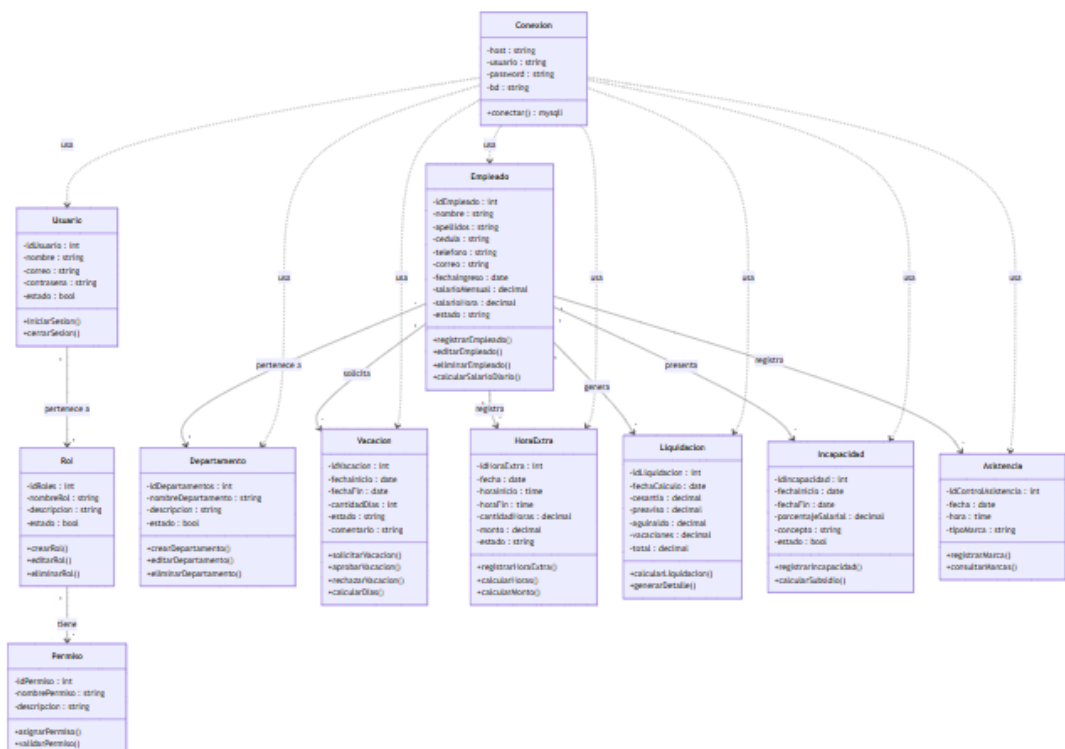 Conexion
-host : string
-usuario : string
-password : string
-bd : string
+conectar() : mysqli
usa
usa
usa
usa
usa
usa
usa
usa
Empleado
-idEmpleado : int
-nombre : string
-apellidos : string
-cedula : string
-telefono : string
-correo : string
-fechaIngreso : date
-salarioMensual : decimal
-salarioHora : decimal
-estado : string
+registrarEmpleado()
+editarEmpleado()
+eliminarEmpleado()
+calcularSalarioDiario()
Usuario
-idUsuario : int
-nombre : string
-correo : string
-contrasena : string
-estado : bool
+iniciarSesion()
+cerrarSesion()
pertenece a
solicita
registra
genera
presenta
registra
pertenece a
Rol
-idRoles : int
-nombreRol : string
-descripcion : string
-estado : bool
+crearRol()
+editarRol()
+eliminarRol()
Departamento
-idDepartamentos : int
-nombreDepartamento : string
-descripcion : string
-estado : bool
+crearDepartamento()
+editarDepartamento()
+eliminarDepartamento()
Vacacion
-idVacacion : int
-fechaInicio : date
-fechaFin : date
-cantidadDias : int
-estado : string
-comentario : string
+solicitarVacacion()
+aprobarVacacion()
+rechazarVacacion()
+calcularDias()
HoraExtra
-idHoraExtra : int
-fecha : date
-horaInicio : time
-horaFin : time
-cantidadHoras : decimal
-monto : decimal
-estado : string
+registrarHoraExtra()
+calcularHoras()
+calcularMonto()
Liquidacion
-idLiquidacion : int
-fechaCalculo : date
-cesantia : decimal
-preaviso : decimal
-aguinaldo : decimal
-vacaciones : decimal
-total : decimal
+calcularLiquidacion()
+generarDetalle()
Incapacidad
-idIncapacidad : int
-fechaInicio : date
-fechaFin : date
-porcentajeSalarial : decimal
-concepto : string
-estado : bool
+registrarIncapacidad()
+calcularSubsidio()
Asistencia
-idControlAsistencia : int
-fecha : date
-hora : time
-tipoMarca : string
+registrarMarca()
+consultarMarcas()
tiene
Permiso
-idPermiso : int
-nombrePermiso : string
-descripcion : string
+asignarPermiso()
+validarPermiso()